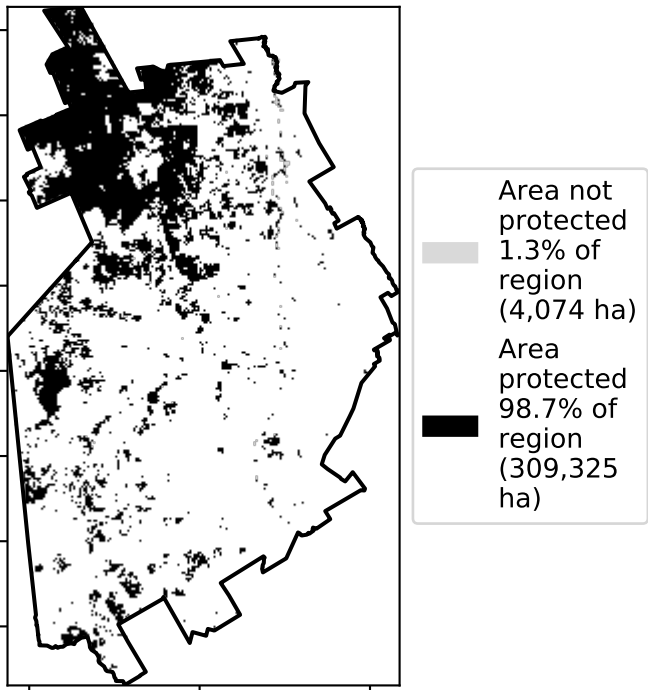 Area not
protected
1.3% of
region
(4,074 ha)
Area
protected
98.7% of
region
(309,325
ha)